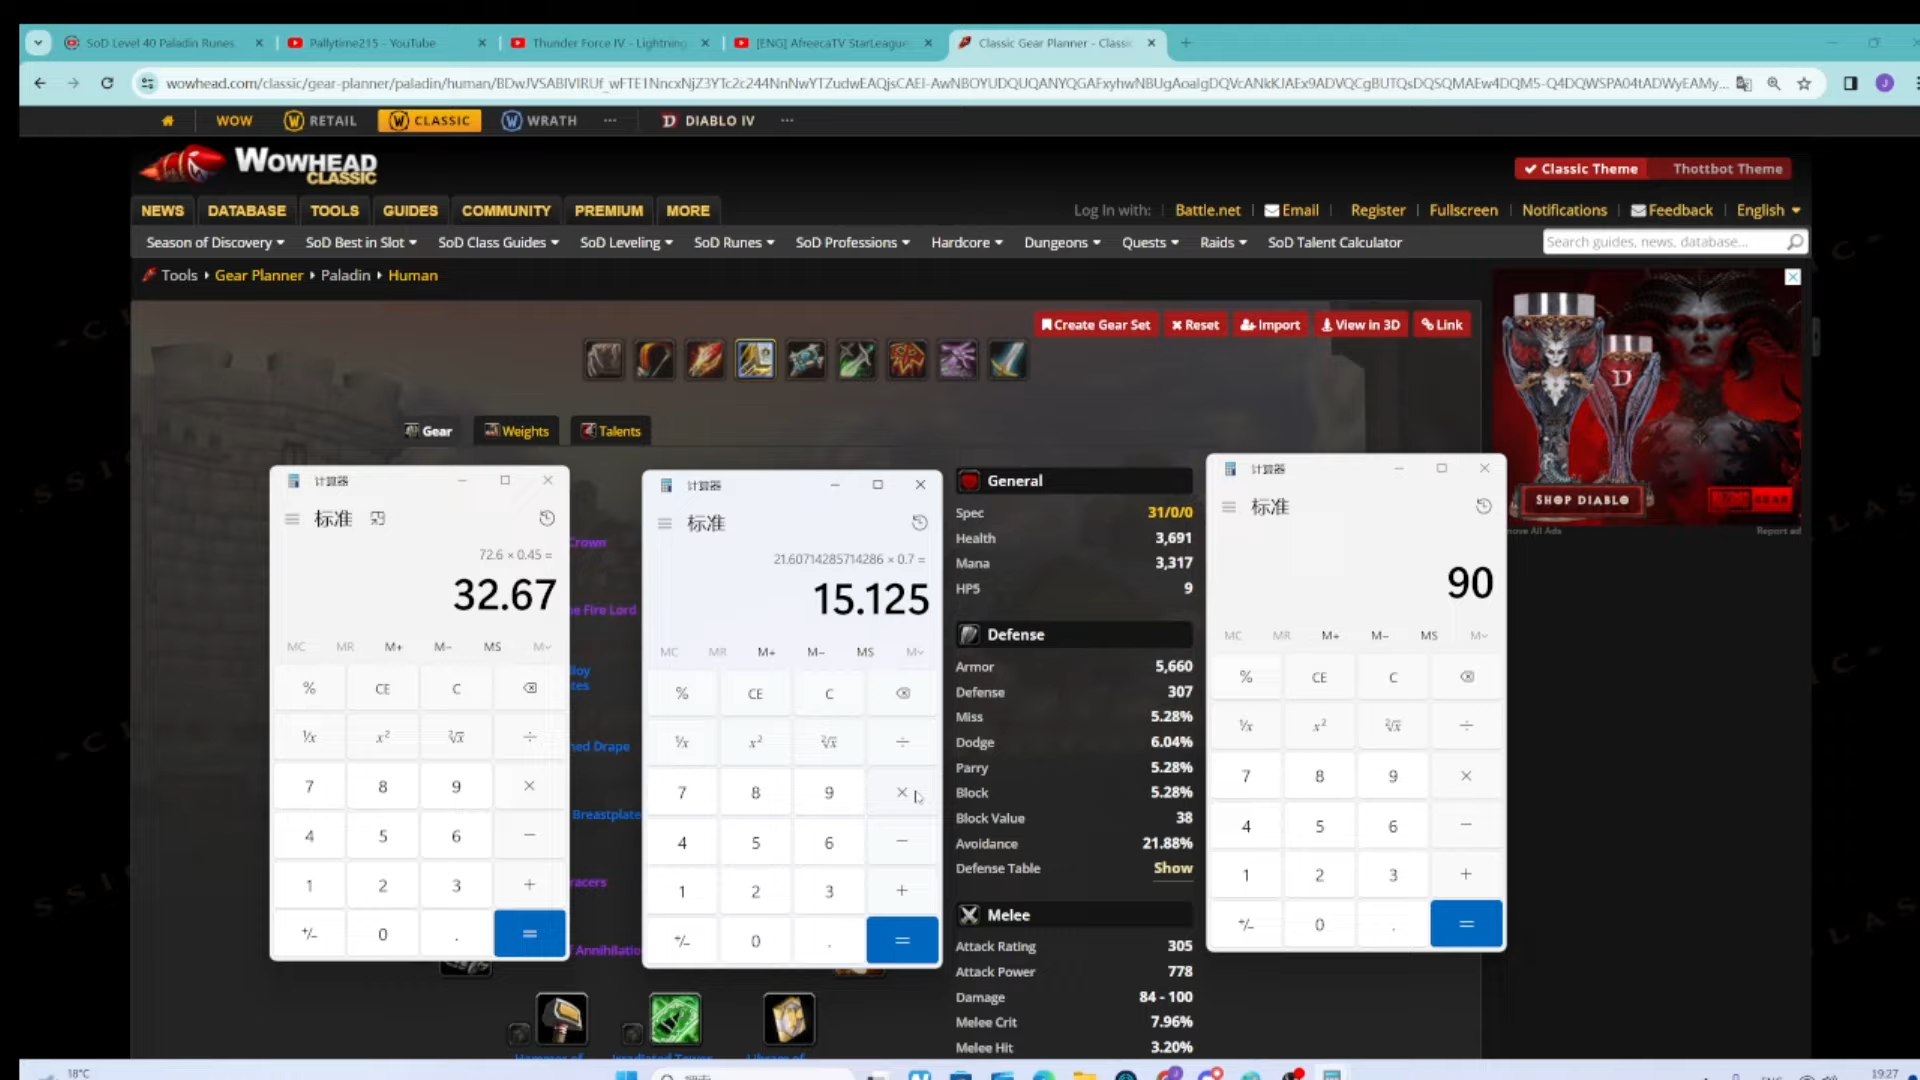 SoD Level 40 Paladin Runes
Pallytime215 - YouTube
Thunder Force IV - Lightning
[ENG] AfreecaTV StarLeague
Classic Gear Planner - Classic
WOW
RETAIL
CLASSIC
WRATH
DIABLO IV
WOWHEAD
CLASSIC
Classic Theme
Thottbot Theme
NEWS
DATABASE
TOOLS
GUIDES
COMMUNITY
PREMIUM
MORE
Log In with:
Battle.net
Email
Register
Fullscreen
Notifications
Feedback
English
Season of Discovery
SoD Best in Slot
SoD Class Guides
SoD Leveling
SoD Runes
SoD Professions
Hardcore
Dungeons
Quests
Raids
SoD Talent Calculator
Search guides, news, database...
Tools
Gear Planner
Paladin
Human
Create Gear Set
Reset
Import
View in 3D
Link
Gear
Weights
Talents
计算器
标准
72.6 × 0.45 =
32.67
MC MR M+ M− MS M
% CE C
¹/x x² ²√x ÷
7 8 9 ×
4 5 6 −
1 2 3 +
+/− 0 . =
Crown
e Fire Lord
Breastplate
计算器
标准
21.60714285714286 × 0.7 =
15.125
MC MR M+ M− MS M
% CE C
¹/x x² ²√x ÷
7 8 9 ×
4 5 6 −
1 2 3 +
+/− 0 . =
General
Spec 31/0/0
Health 3,691
Mana 3,317
HP5 9
Defense
Armor 5,660
Defense 307
Miss 5.28%
Dodge 6.04%
Parry 5.28%
Block 5.28%
Block Value 38
Avoidance 21.88%
Defense Table Show
Melee
Attack Rating 305
Attack Power 778
Damage 84 - 100
Melee Crit 7.96%
Melee Hit 3.20%
计算器
标准
90
MC MR M+ M− MS M
% CE C
¹/x x² ²√x ÷
7 8 9 ×
4 5 6 −
1 2 3 +
+/− 0 . =
SHOP DIABLO
Report ad
18°C
19:27